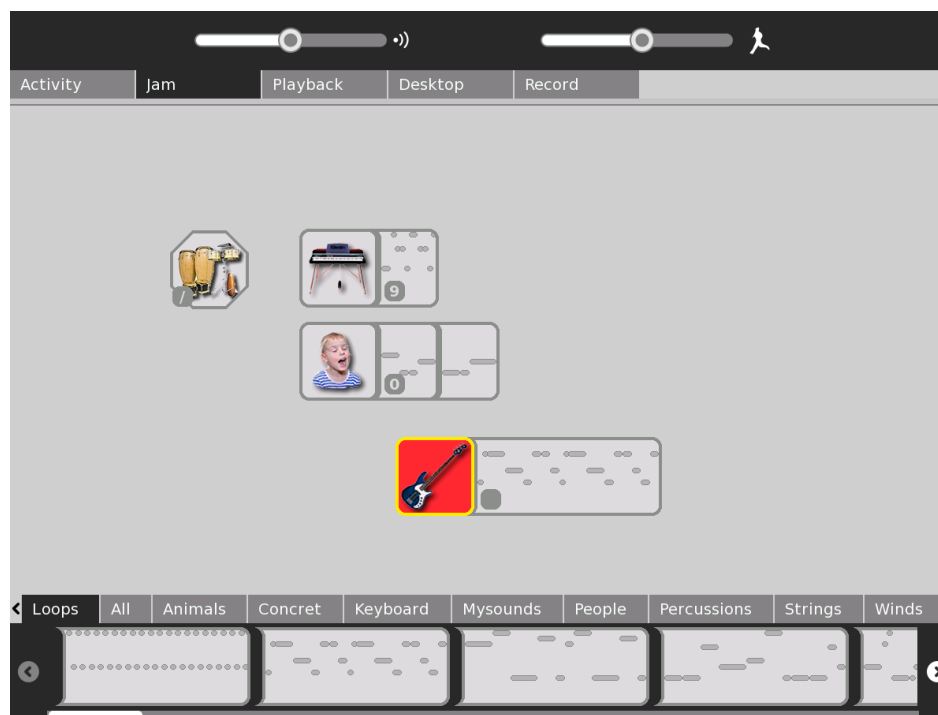 Activity Jam Playback Desktop Record
9
/
0
Loops All Animals Concret Keyboard Mysounds People Percussions Strings Winds